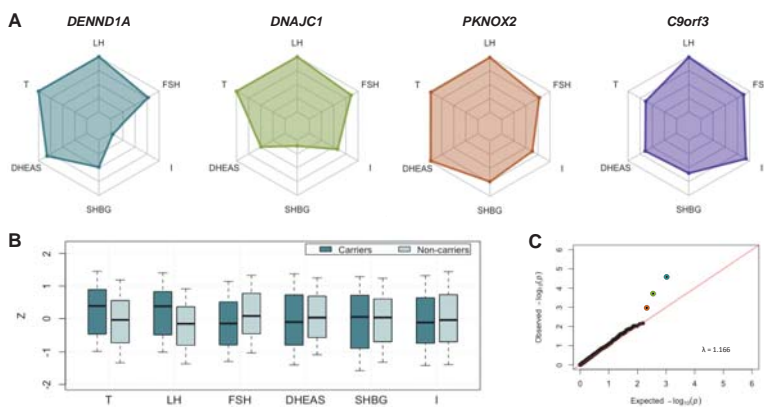 A
DENND1A
DNAJC1
PKNOX2
C9orf3
LH
FSH
I
SHBG
DHEAS
T
LH
FSH
I
SHBG
DHEAS
T
LH
FSH
I
SHBG
DHEAS
T
LH
FSH
I
SHBG
DHEAS
T
B
Carriers
Non-carriers
Z
2
1
0
-1
-2
T
LH
FSH
DHEAS
SHBG
I
C
Observed −log₁₀(p)
6
5
4
3
2
1
0
λ = 1.166
0 1 2 3 4 5 6
Expected −log₁₀(p)